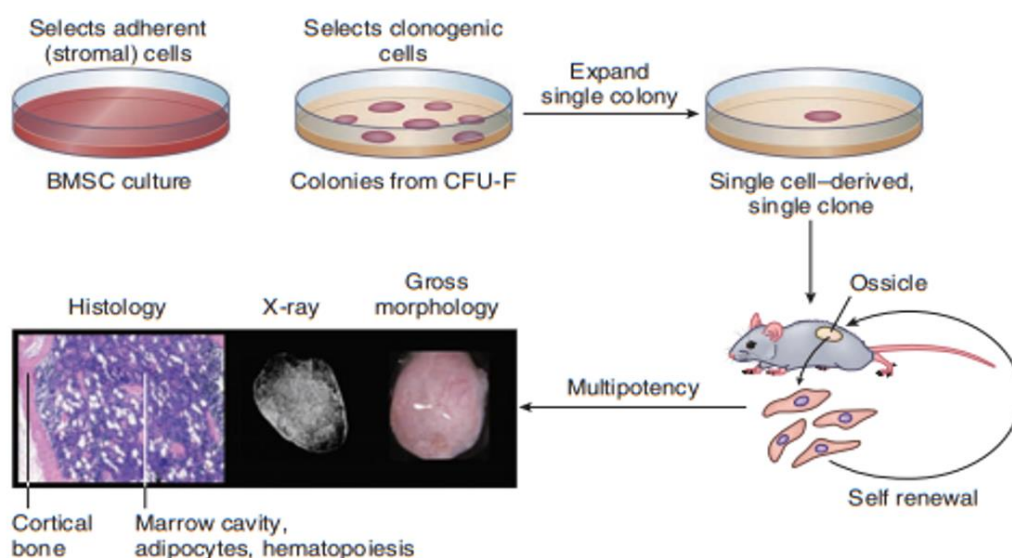 Selects adherent
(stromal) cells
Selects clonogenic
cells
Expand
single colony
BMSC culture
Colonies from CFU-F
Single cell–derived,
single clone
Ossicle
Histology
X-ray
Gross
morphology
Multipotency
Self renewal
Cortical
bone
Marrow cavity,
adipocytes, hematopoiesis